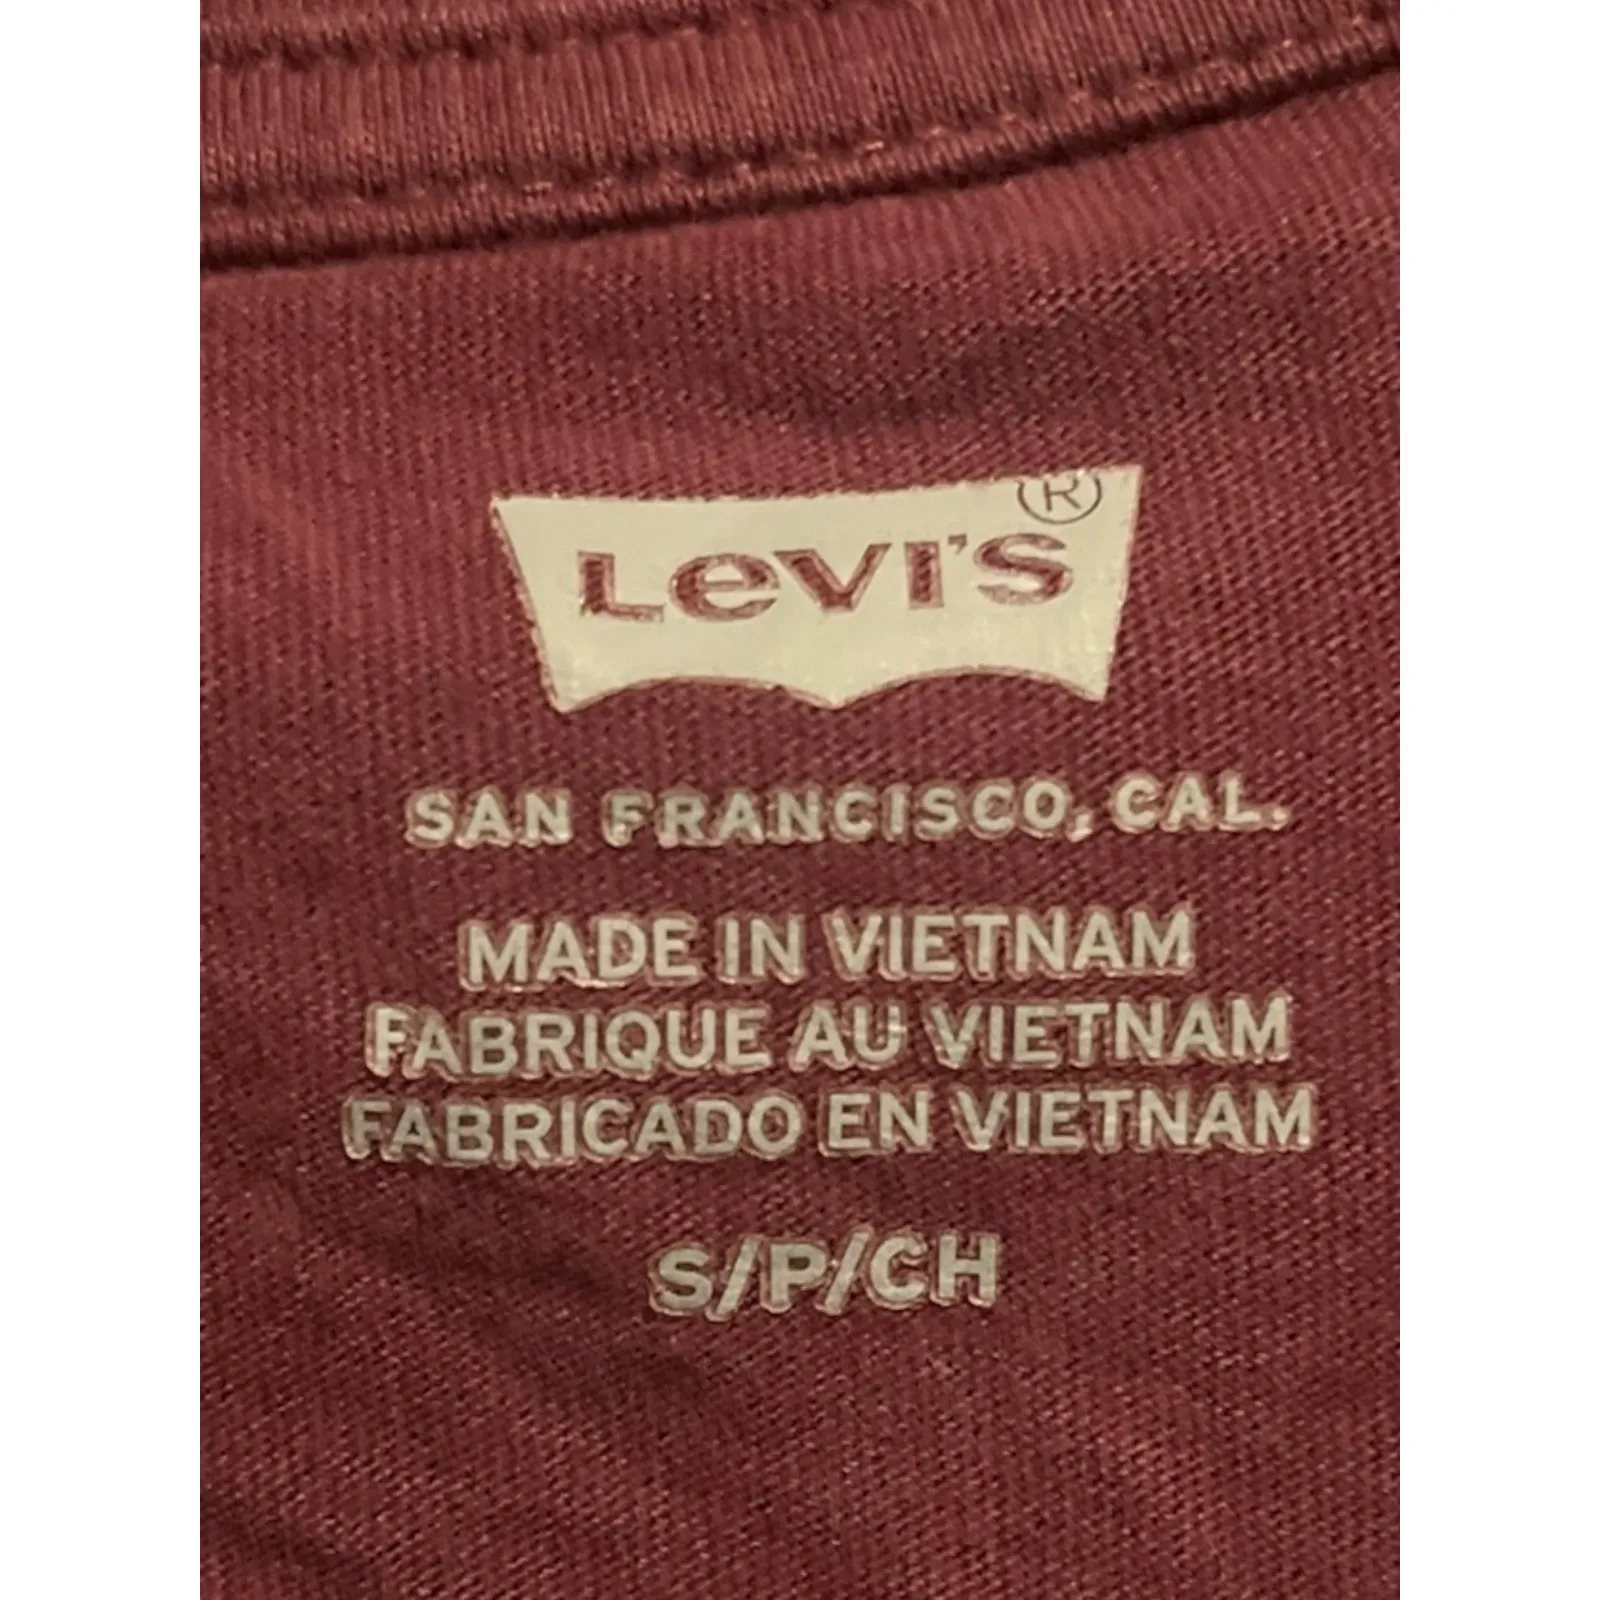 LEVI'S®
SAN FRANCISCO, CAL.
MADE IN VIETNAM
FABRIQUE AU VIETNAM
FABRICADO EN VIETNAM
S/P/CH